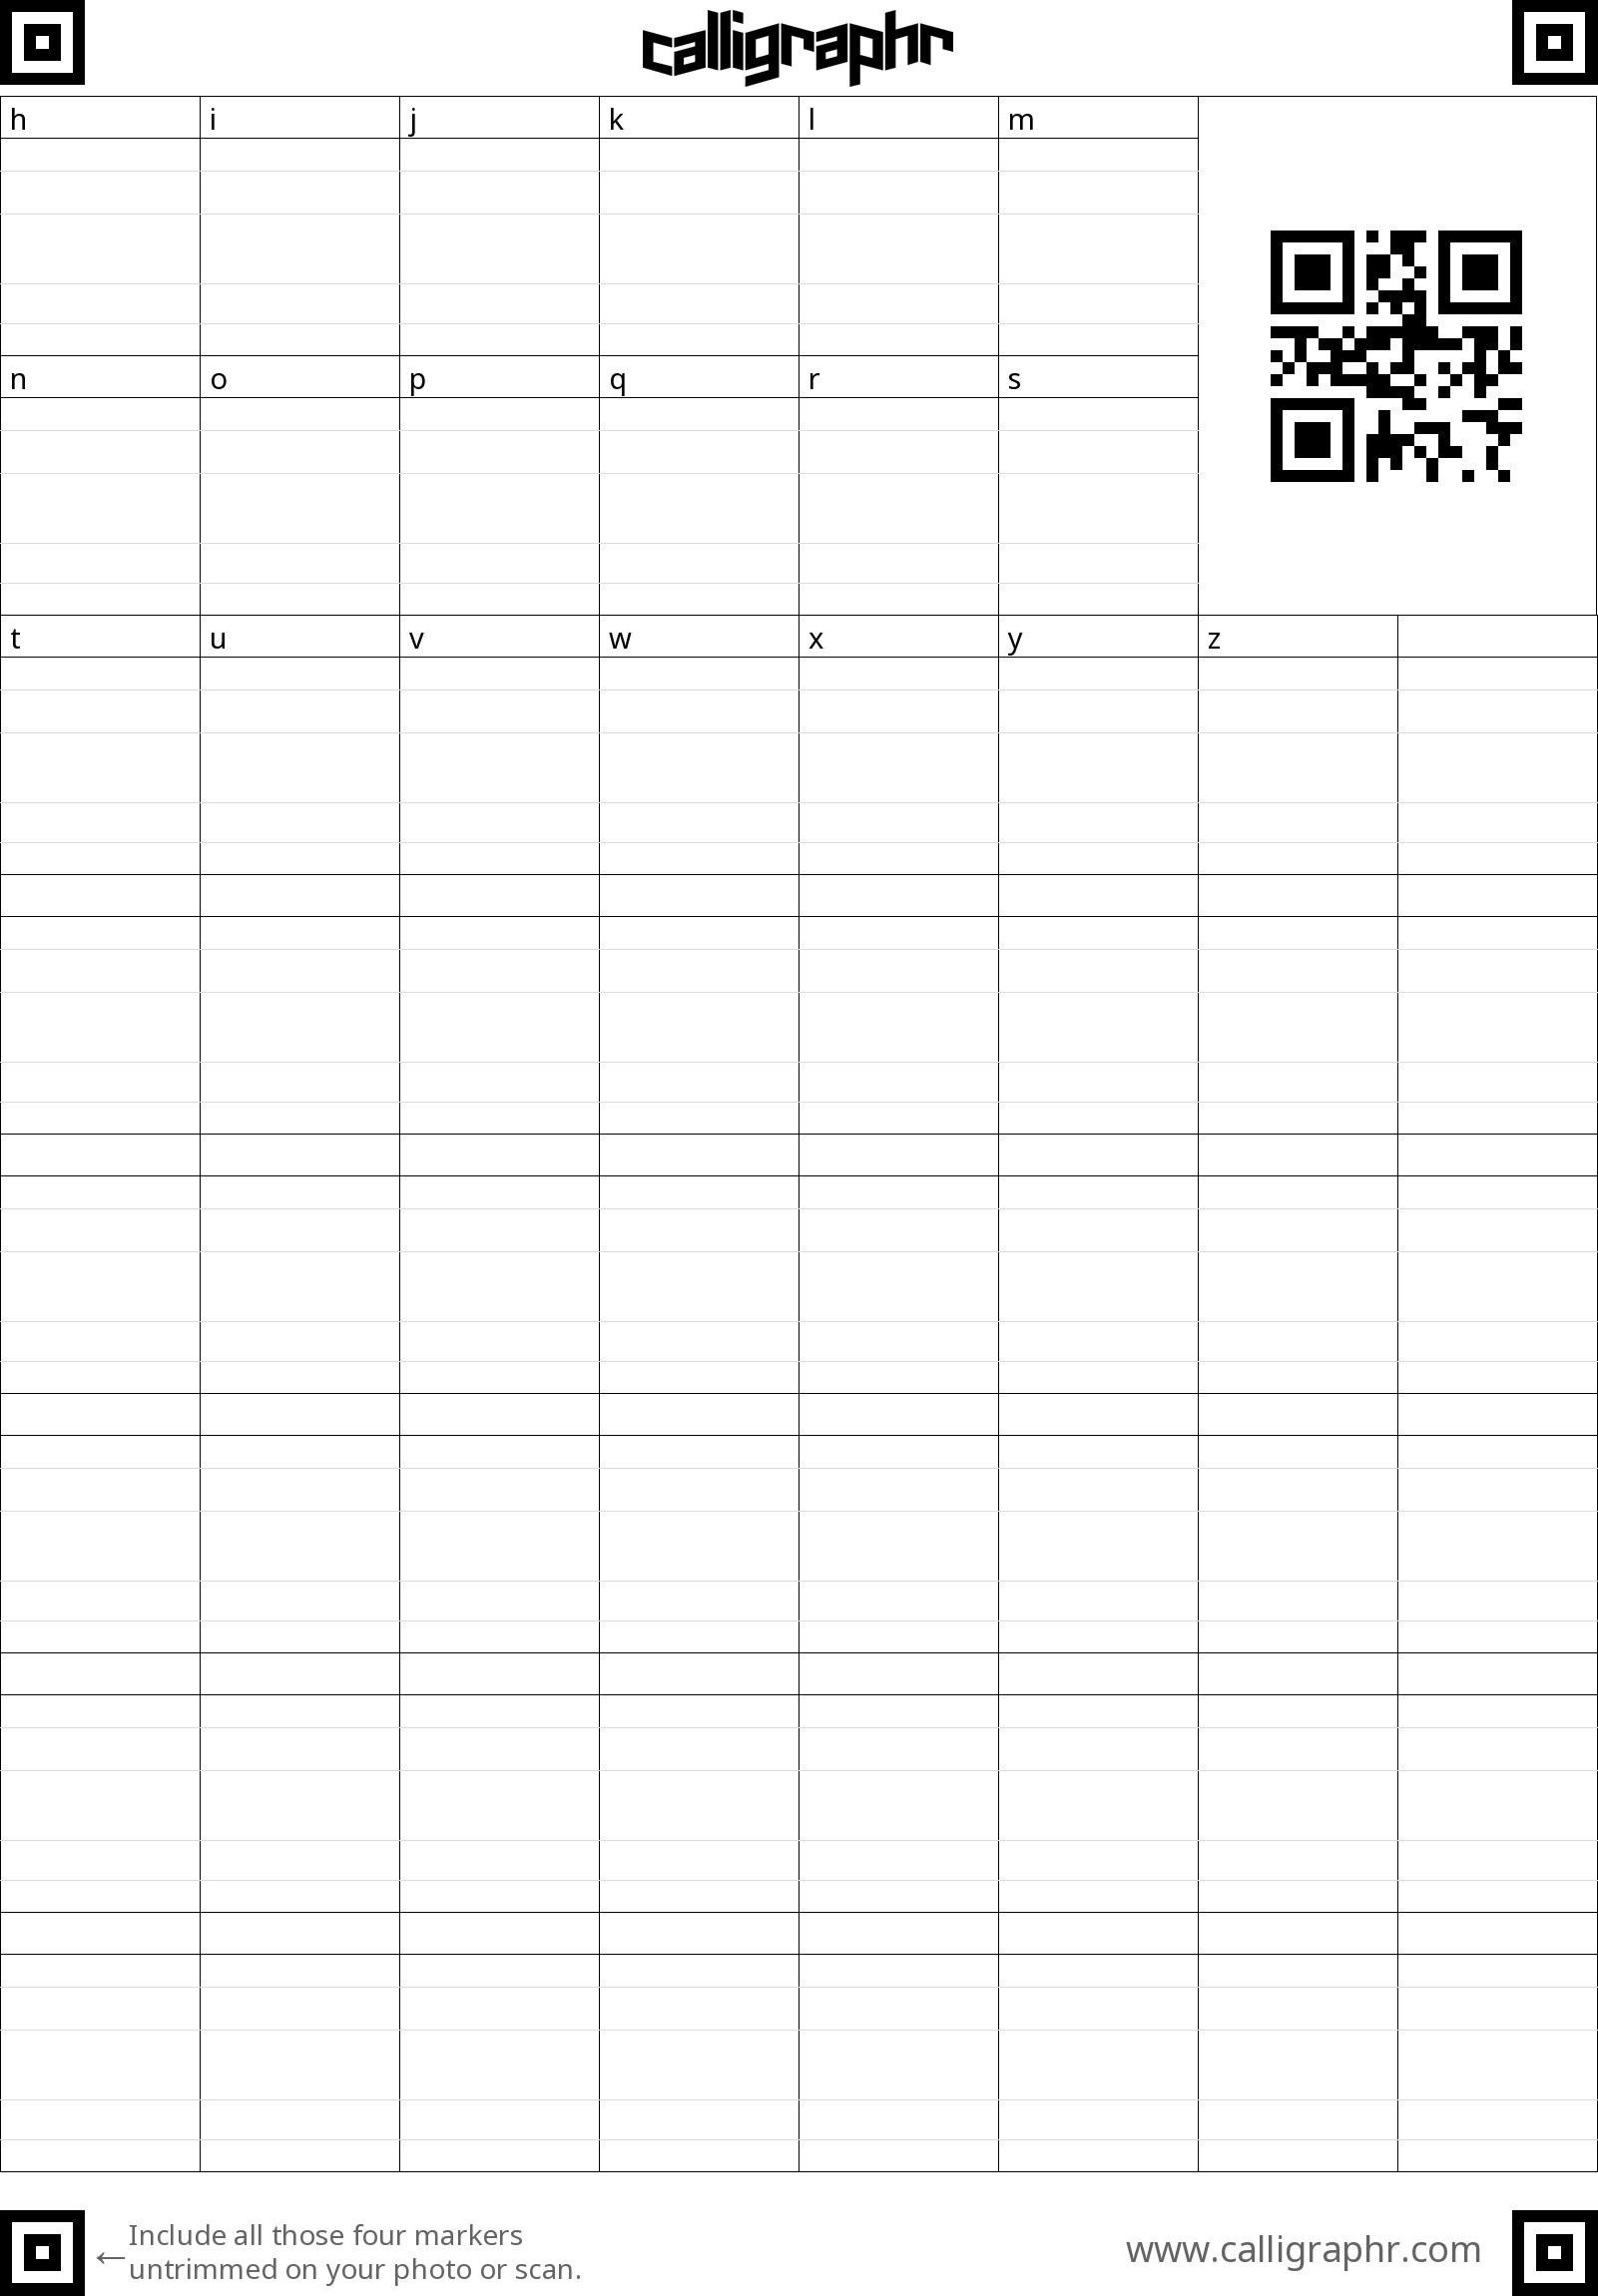 calligraphr
h i j k l m
n o p q r s
t u v w x y z
← Include all those four markers
untrimmed on your photo or scan.
www.calligraphr.com